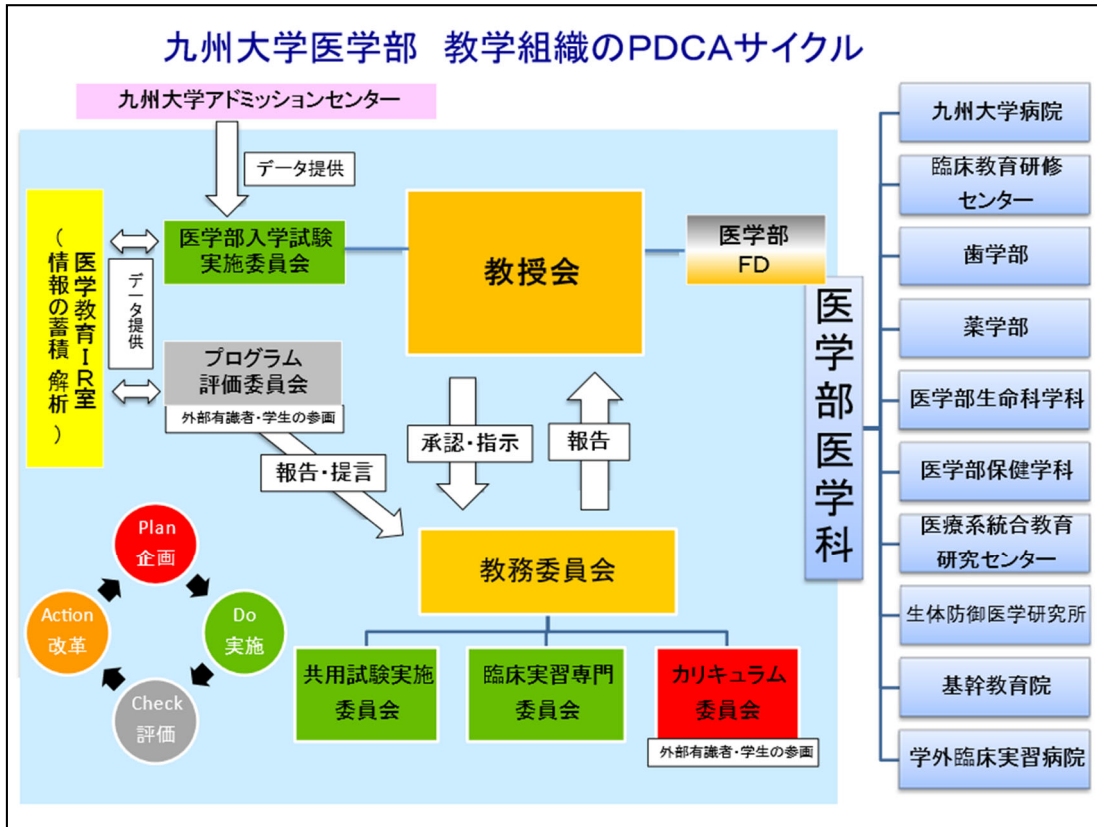 九州大学医学部 教学組織のPDCAサイクル
九州大学アドミッションセンター
データ提供
医学教育IR室
(情報の蓄積 解析)
データ提供
医学部入学試験
実施委員会
プログラム
評価委員会
外部有識者・学生の参画
報告・提言
教授会
医学部
FD
承認・指示
報告
教務委員会
共用試験実施
委員会
臨床実習専門
委員会
カリキュラム
委員会
外部有識者・学生の参画
Plan
企画
Do
実施
Check
評価
Action
改革
医学部医学科
九州大学病院
臨床教育研修
センター
歯学部
薬学部
医学部生命科学科
医学部保健学科
医療系統合教育
研究センター
生体防御医学研究所
基幹教育院
学外臨床実習病院